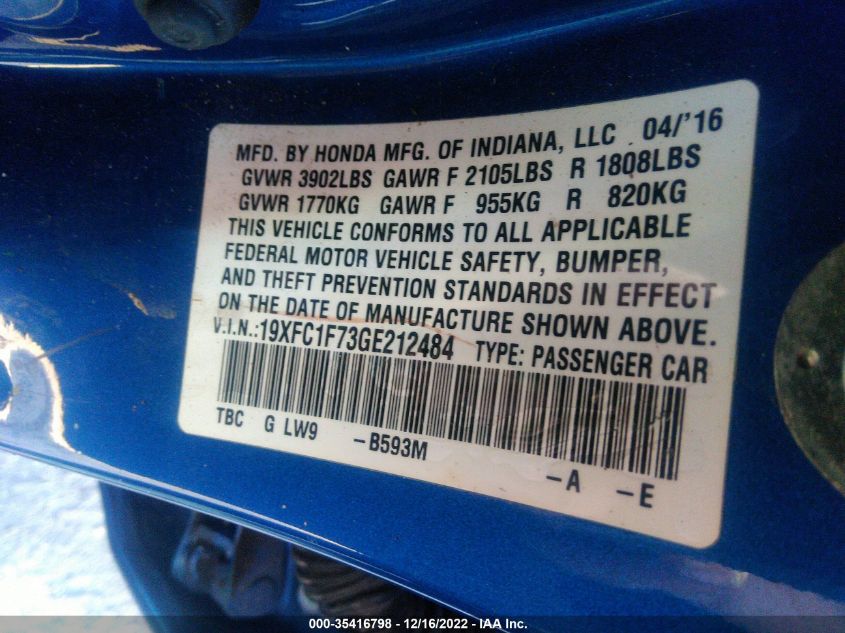 MFD. BY HONDA MFG. OF INDIANA, LLC 04/'16
GVWR 3902LBS GAWR F 2105LBS R 1808LBS
GVWR 1770KG GAWR F 955KG R 820KG
THIS VEHICLE CONFORMS TO ALL APPLICABLE
FEDERAL MOTOR VEHICLE SAFETY, BUMPER,
AND THEFT PREVENTION STANDARDS IN EFFECT
ON THE DATE OF MANUFACTURE SHOWN ABOVE.
V.I.N.:19XFC1F73GE212484 TYPE: PASSENGER CAR
TBC G LW9 -B593M -A -E
000-35416798 - 12/16/2022 - IAAI Inc.